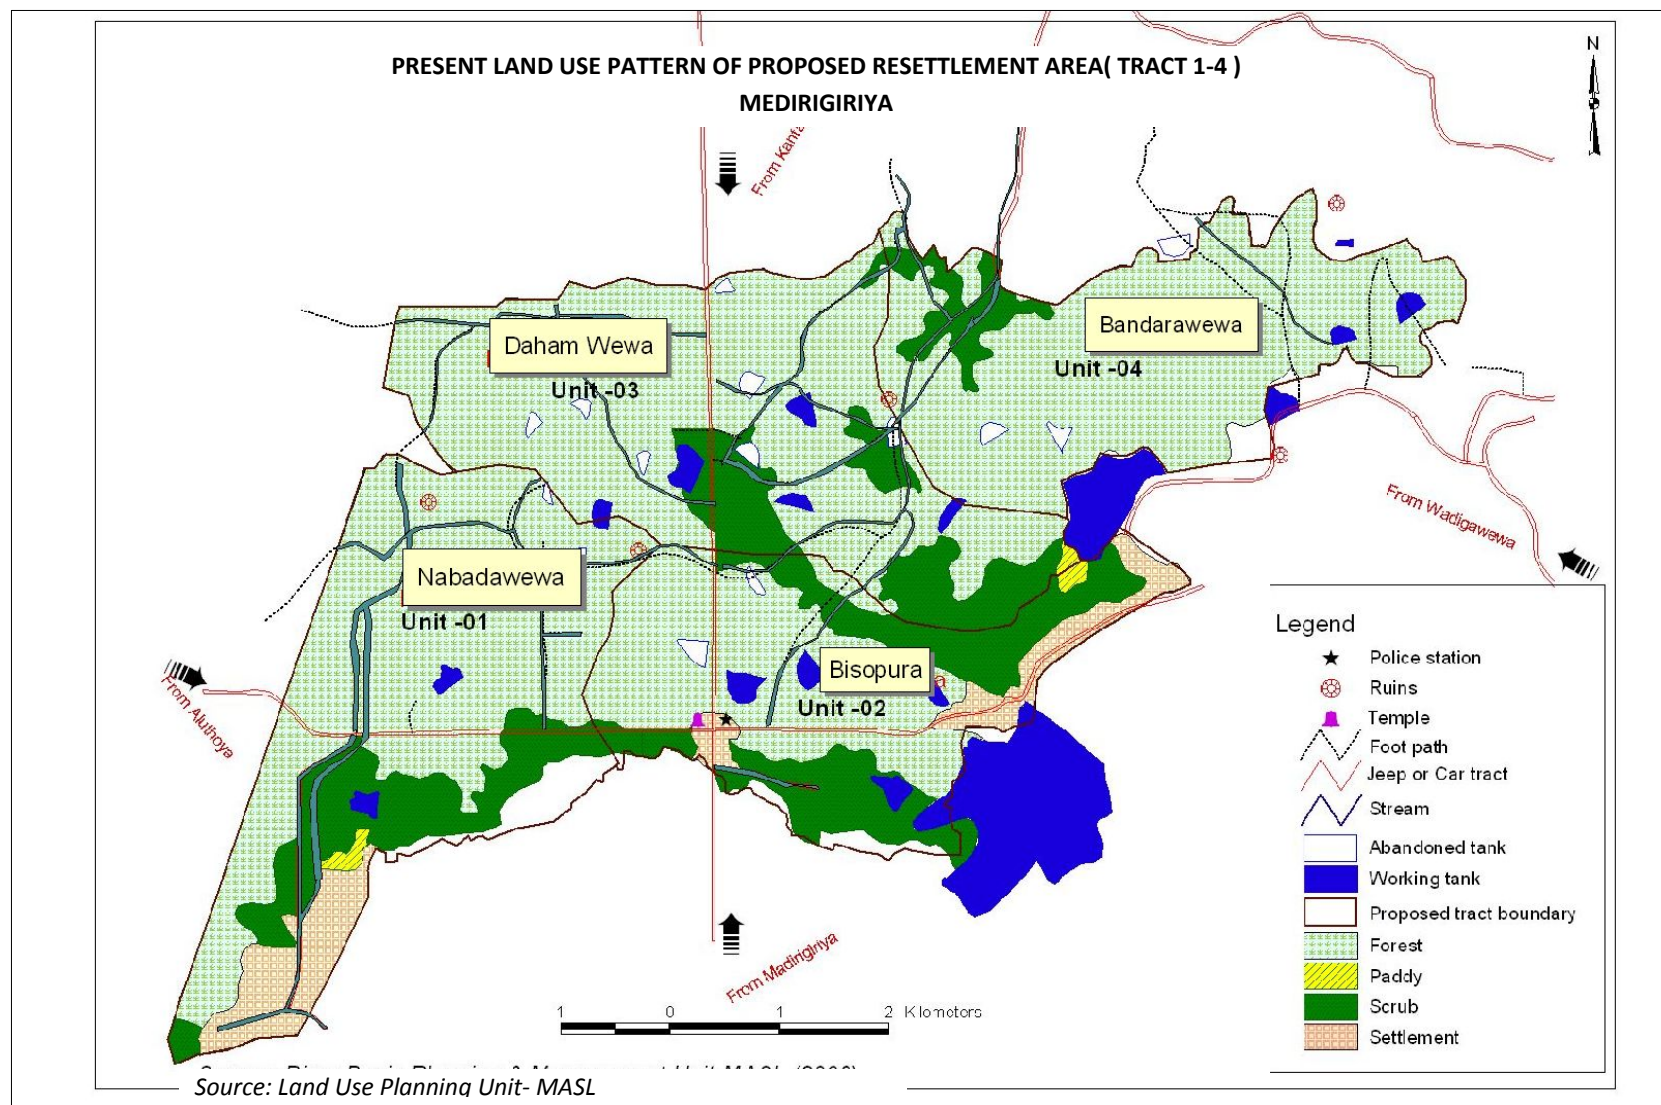 PRESENT LAND USE PATTERN OF PROPOSED RESETTLEMENT AREA( TRACT 1-4 )
MEDIRIGIRIYA
N
From Kanta
Bandarawewa
Unit -04
Daham Wewa
Unit -03
From Wadigawewa
Nabadawewa
Unit -01
Bisopura
Unit -02
From Aluthoya
From Madirigiriya
1 0 1 2 Kilometers
Legend
Police station
Ruins
Temple
Foot path
Jeep or Car tract
Stream
Abandoned tank
Working tank
Proposed tract boundary
Forest
Paddy
Scrub
Settlement
Source: Land Use Planning Unit- MASL